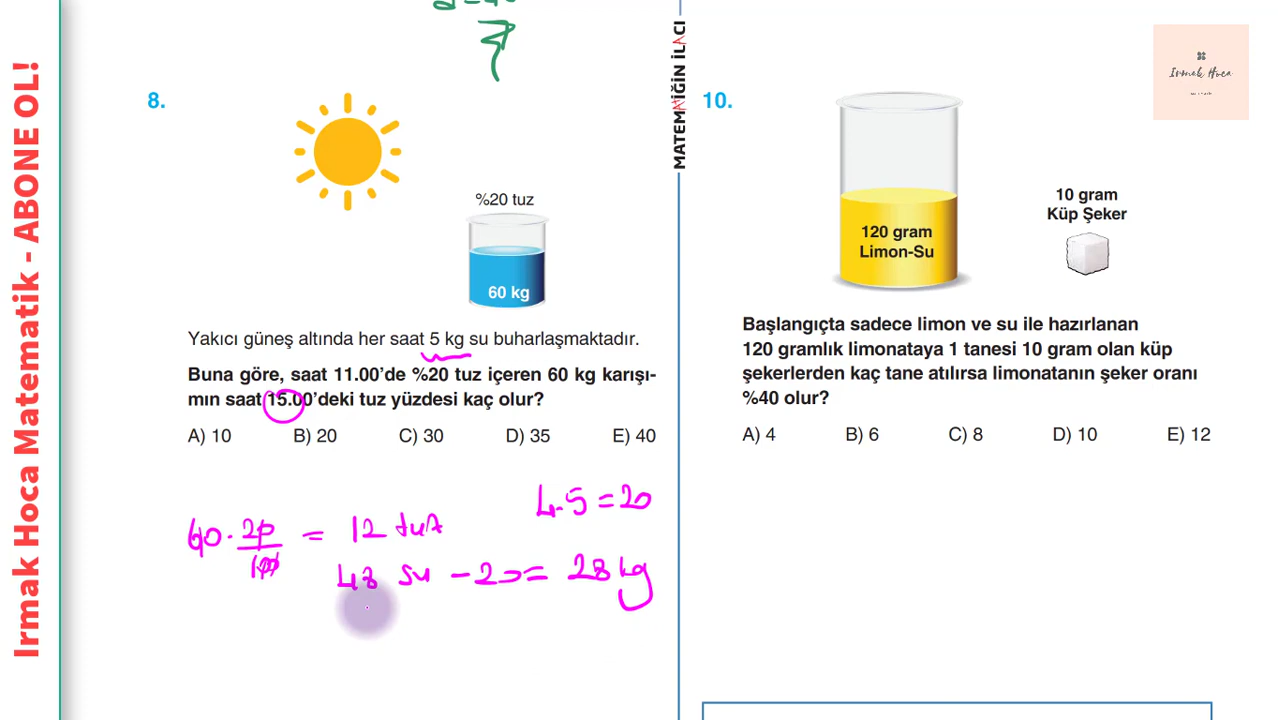 Irmak Hoca Matematik - ABONE OL!
8.
%20 tuz
60 kg
Yakıcı güneş altında her saat 5 kg su buharlaşmaktadır.
Buna göre, saat 11.00'de %20 tuz içeren 60 kg karışı-
mın saat 15.00'deki tuz yüzdesi kaç olur?
A) 10 B) 20 C) 30 D) 35 E) 40
4.5=20
60. 20/100 = 12 tuz
48 su -20= 28 kg
MATEMATİĞİN İLACI
10.
Irmak Hoca
120 gram
Limon-Su
10 gram
Küp Şeker
Başlangıçta sadece limon ve su ile hazırlanan
120 gramlık limonataya 1 tanesi 10 gram olan küp
şekerlerden kaç tane atılırsa limonatanın şeker oranı
%40 olur?
A) 4 B) 6 C) 8 D) 10 E) 12